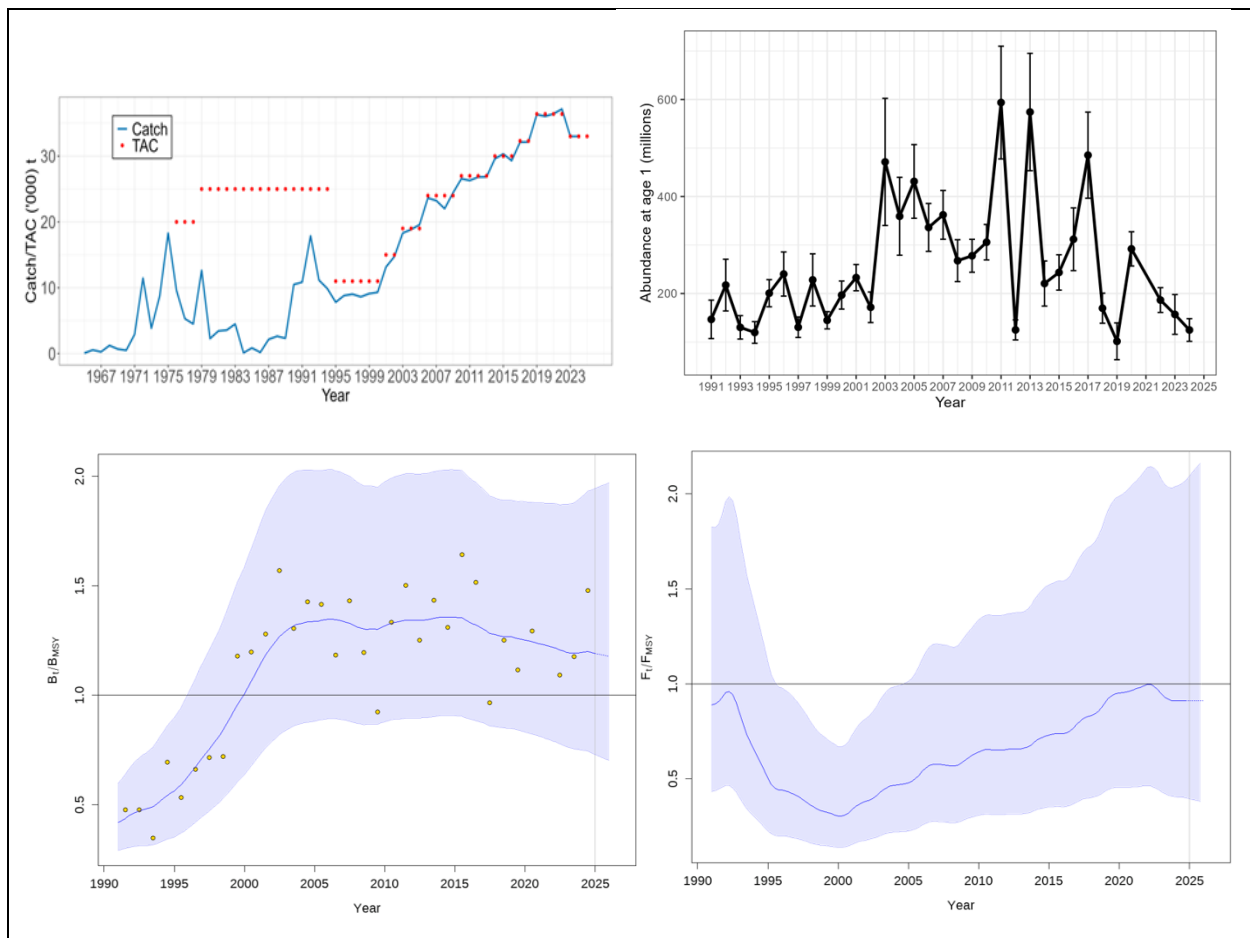 Catch
TAC
Catch/TAC ('000) t
30
20
10
0
1967 1971 1975 1979 1983 1987 1991 1995 1999 2003 2007 2011 2015 2019 2023
Year
Abundance at age 1 (millions)
600
400
200
1991 1993 1995 1997 1999 2001 2003 2005 2007 2009 2011 2013 2015 2017 2019 2021 2023 2025
Year
Bt/BMSY
2.0
1.5
1.0
0.5
1990 1995 2000 2005 2010 2015 2020 2025
Year
Ft/FMSY
2.0
1.5
1.0
0.5
1990 1995 2000 2005 2010 2015 2020 2025
Year